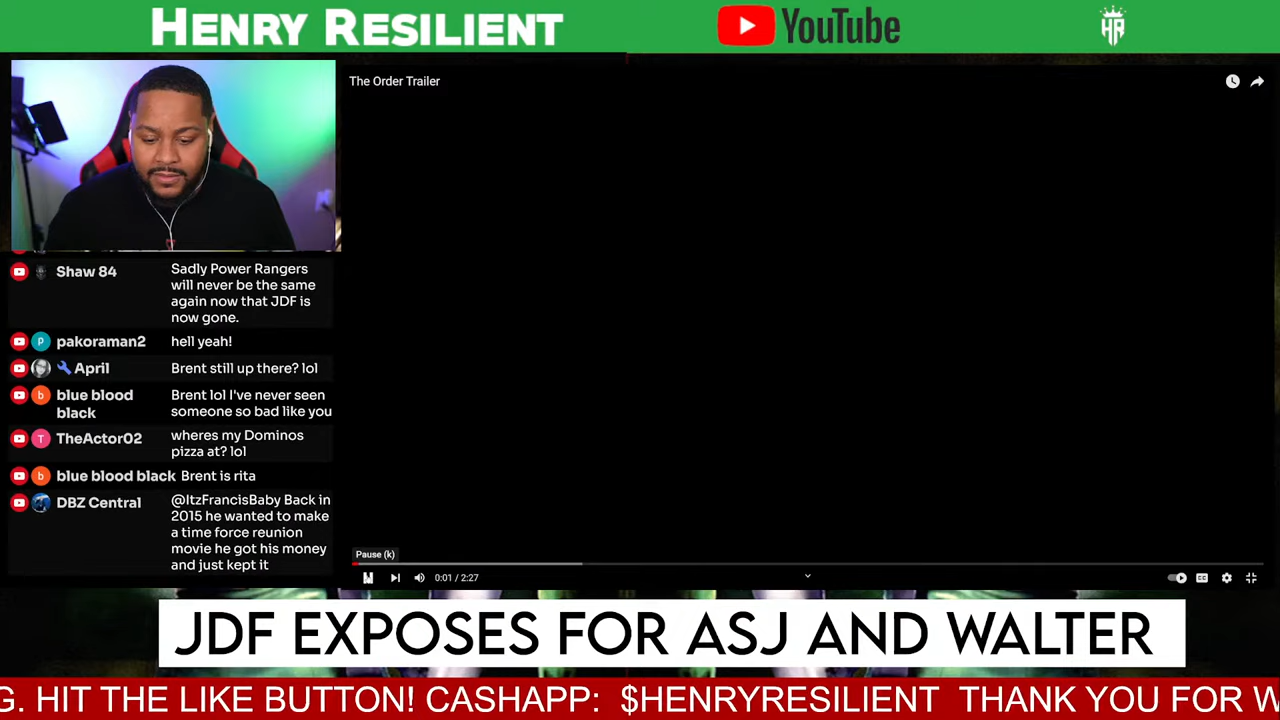 HENRY RESILIENT
YouTube
HR
The Order Trailer
Shaw 84
Sadly Power Rangers
will never be the same
again now that JDF is
now gone.
pakoraman2
hell yeah!
April
Brent still up there? lol
blue blood
black
Brent lol I've never seen
someone so bad like you
TheActor02
wheres my Dominos
pizza at? lol
blue blood black
Brent is rita
DBZ Central
@ItzFrancisBaby Back in
2015 he wanted to make
a time force reunion
movie he got his money
and just kept it
Pause (k)
0:01 / 2:27
JDF EXPOSES FOR ASJ AND WALTER
G. HIT THE LIKE BUTTON! CASHAPP: $HENRYRESILIENT THANK YOU FOR W